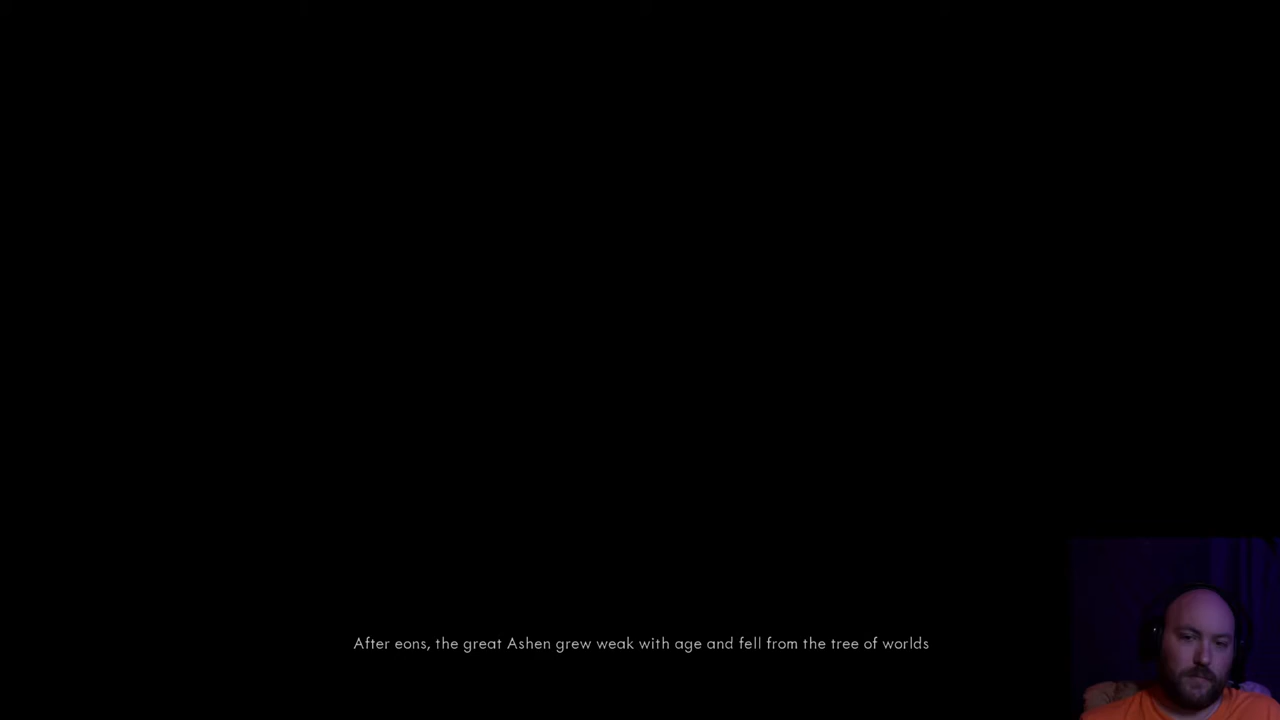 After eons, the great Ashen grew weak with age and fell from the tree of worlds